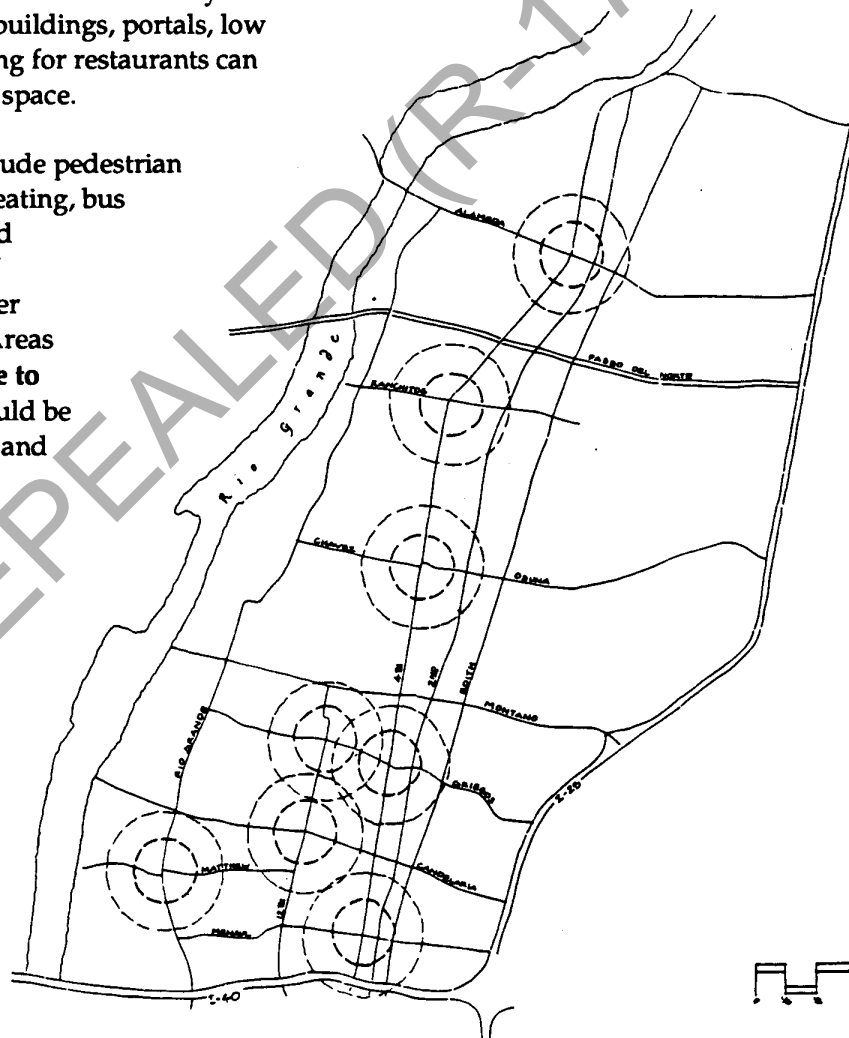 buildings, portals, low
ng for restaurants can
space.
ude pedestrian
eating, bus
d
er
Areas
e to
uld be
and
REPEALED (R-17
ALAMEDA
PASEO DEL NORTE
RANCHITOS
Rio Grande
CHAVEZ
OSUNA
4TH
2ND
EDITH
MONTANO
RIO GRANDE
GRIEGOS
I-25
MATTHEW
CANDELARIA
12TH
MENAUL
I-40